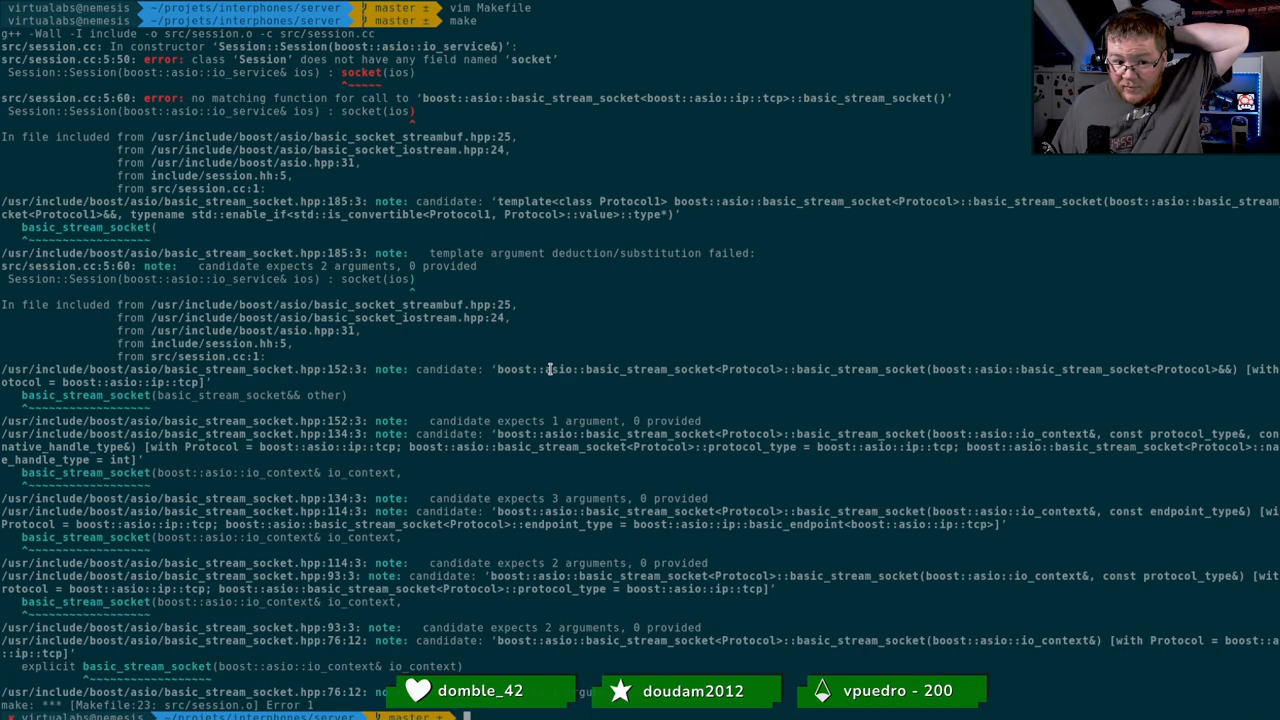 virtualabs@nemesis ~/projets/interphones/server master ± vim Makefile
virtualabs@nemesis ~/projets/interphones/server master ± make
g++ -Wall -I include -o src/session.o -c src/session.cc
src/session.cc: In constructor ‘Session::Session(boost::asio::io_service&)’:
src/session.cc:5:50: error: class ‘Session’ does not have any field named ‘socket’
Session::Session(boost::asio::io_service& ios) : socket(ios)
^~~~~~
src/session.cc:5:60: error: no matching function for call to ‘boost::asio::basic_stream_socket<boost::asio::ip::tcp>::basic_stream_socket()’
Session::Session(boost::asio::io_service& ios) : socket(ios)
^
In file included from /usr/include/boost/asio/basic_socket_streambuf.hpp:25,
from /usr/include/boost/asio/basic_socket_iostream.hpp:24,
from /usr/include/boost/asio.hpp:31,
from include/session.hh:5,
from src/session.cc:1:
/usr/include/boost/asio/basic_stream_socket.hpp:185:3: note: candidate: ‘template<class Protocol1> boost::asio::basic_stream_socket<Protocol>::basic_stream_socket(boost::asio::basic_stream_so
cket<Protocol1>&&, typename std::enable_if<std::is_convertible<Protocol1, Protocol>::value>::type*)’
basic_stream_socket(
^~~~~~~~~~~~~~~~~~~
/usr/include/boost/asio/basic_stream_socket.hpp:185:3: note: template argument deduction/substitution failed:
src/session.cc:5:60: note: candidate expects 2 arguments, 0 provided
Session::Session(boost::asio::io_service& ios) : socket(ios)
^
In file included from /usr/include/boost/asio/basic_socket_streambuf.hpp:25,
from /usr/include/boost/asio/basic_socket_iostream.hpp:24,
from /usr/include/boost/asio.hpp:31,
from include/session.hh:5,
from src/session.cc:1:
/usr/include/boost/asio/basic_stream_socket.hpp:152:3: note: candidate: ‘boost::asio::basic_stream_socket<Protocol>::basic_stream_socket(boost::asio::basic_stream_socket<Protocol>&&) [with
otocol = boost::asio::ip::tcp]’
basic_stream_socket(basic_stream_socket&& other)
^~~~~~~~~~~~~~~~~~~
/usr/include/boost/asio/basic_stream_socket.hpp:152:3: note: candidate expects 1 argument, 0 provided
/usr/include/boost/asio/basic_stream_socket.hpp:134:3: note: candidate: ‘boost::asio::basic_stream_socket<Protocol>::basic_stream_socket(boost::asio::io_context&, const protocol_type&, con
native_handle_type&) [with Protocol = boost::asio::ip::tcp; boost::asio::basic_stream_socket<Protocol>::protocol_type = boost::asio::ip::tcp; boost::asio::basic_stream_socket<Protocol>::na
e_handle_type = int]’
basic_stream_socket(boost::asio::io_context& io_context,
^~~~~~~~~~~~~~~~~~~
/usr/include/boost/asio/basic_stream_socket.hpp:134:3: note: candidate expects 3 arguments, 0 provided
/usr/include/boost/asio/basic_stream_socket.hpp:114:3: note: candidate: ‘boost::asio::basic_stream_socket<Protocol>::basic_stream_socket(boost::asio::io_context&, const endpoint_type&) [wi
Protocol = boost::asio::ip::tcp; boost::asio::basic_stream_socket<Protocol>::endpoint_type = boost::asio::ip::basic_endpoint<boost::asio::ip::tcp>]’
basic_stream_socket(boost::asio::io_context& io_context,
^~~~~~~~~~~~~~~~~~~
/usr/include/boost/asio/basic_stream_socket.hpp:114:3: note: candidate expects 2 arguments, 0 provided
/usr/include/boost/asio/basic_stream_socket.hpp:93:3: note: candidate: ‘boost::asio::basic_stream_socket<Protocol>::basic_stream_socket(boost::asio::io_context&, const protocol_type&) [wit
rotocol = boost::asio::ip::tcp; boost::asio::basic_stream_socket<Protocol>::protocol_type = boost::asio::ip::tcp]’
basic_stream_socket(boost::asio::io_context& io_context,
^~~~~~~~~~~~~~~~~~~
/usr/include/boost/asio/basic_stream_socket.hpp:93:3: note: candidate expects 2 arguments, 0 provided
/usr/include/boost/asio/basic_stream_socket.hpp:76:12: note: candidate: ‘boost::asio::basic_stream_socket<Protocol>::basic_stream_socket(boost::asio::io_context&) [with Protocol = boost::a
::ip::tcp]’
explicit basic_stream_socket(boost::asio::io_context& io_context)
^~~~~~~~~~~~~~~~~~~
/usr/include/boost/asio/basic_stream_socket.hpp:76:12:
domble_42
doudam2012
vpuedro - 200
make: *** [Makefile:23: src/session.o] Error 1
virtualabs@nemesis ~/projets/interphones/server master ±